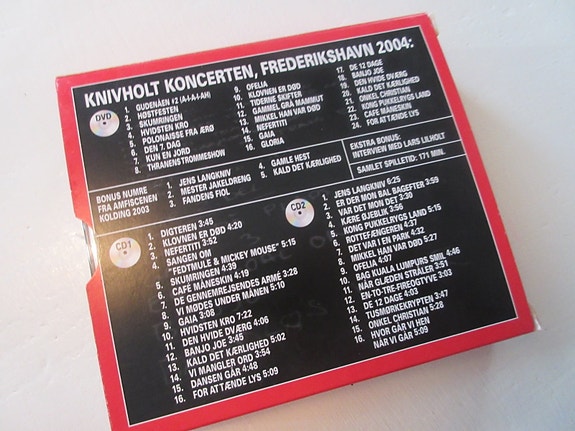 KNIVHOLT KONCERTEN, FREDERIKSHAVN 2004:
DVD
1. GUDENÅEN #2 (A-I-A-I-AH)
2. HØSTFESTEN
3. SKUMRINGEN
4. HVIDSTEN KRO
5. POLONAISE FRA ÆRØ
6. DEN 7. DAG
7. KUN EN JORD
8. THRANENSTROMMESHOW
9. OFELIA
10. KLOVNEN ER DØD
11. TIDERNE SKIFTER
12. GAMMEL GRÅ MAMMUT
13. MIKKEL HAN VAR DØD
14. NEFERTITI
15. GAIA
16. GLORIA
17. DE 12 DAGE
18. BANJO JOE
19. DEN HVIDE DVÆRG
20. KALD DET KÆRLIGHED
21. ONKEL CHRISTIAN
22. KONG PUKKELRYGS LAND
23. CAFE MÅNESKIN
24. FOR ATTÆNDE LYS
BONUS NUMRE
FRA AMFISCENEN
KOLDING 2003
1. JENS LANGKNIV
2. MESTER JAKELDRENG
3. FANDENS FIOL
4. GAMLE HEST
5. KALD DET KÆRLIGHED
EKSTRA BONUS:
INTERVIEW MED LARS LILHOLT
SAMLET SPILLETID: 171 MIN.
CD1
1. DIGTEREN 3:45
2. KLOVNEN ER DØD 4:20
3. NEFERTITI 3:52
4. SANGEN OM
"FEDTMULE & MICKEY MOUSE" 5:15
5. SKUMRINGEN 4:39
6. CAFÉ MÅNESKIN 4:19
7. DE GENNEMREJSENDES ARMÉ 3:28
8. VI MØDES UNDER MÅNEN 5:10
9. GAIA 3:08
10. HVIDSTEN KRO 7:22
11. DEN HVIDE DVÆRG 4:06
12. BANJO JOE 3:45
13. KALD DET KÆRLIGHED 5:02
14. VI MANGLER ORD 3:54
15. DANSEN GÅR 4:48
16. FOR ATTÆNDE LYS 5:09
CD2
1. JENS LANGKNIV 6:25
2. ER DER MON BAL BAGEFTER 3:59
3. VAR DET MON DET 3:30
4. KÆRE ØJEBLIK 3:56
5. KONG PUKKELRYGS LAND 5:15
6. ROTTEFÆNGEREN 4:17
7. DET VAR I EN PARK 4:32
8. MIKKEL HAN VAR DØD 5:27
9. OFELIA 4:07
10. BAG KUALA LUMPURS SMIL 4:46
11. NÅR GLÆDEN STRÅLER 3:51
12. EN-TO-TRE-FIREOGTYVE 3:03
13. DE 12 DAGE 4:03
14. TUSMØRKEKRYPTEN 3:47
15. ONKEL CHRISTIAN 5:28
16. HVOR GÅR VI HEN
NÅR VI GÅR 5:09